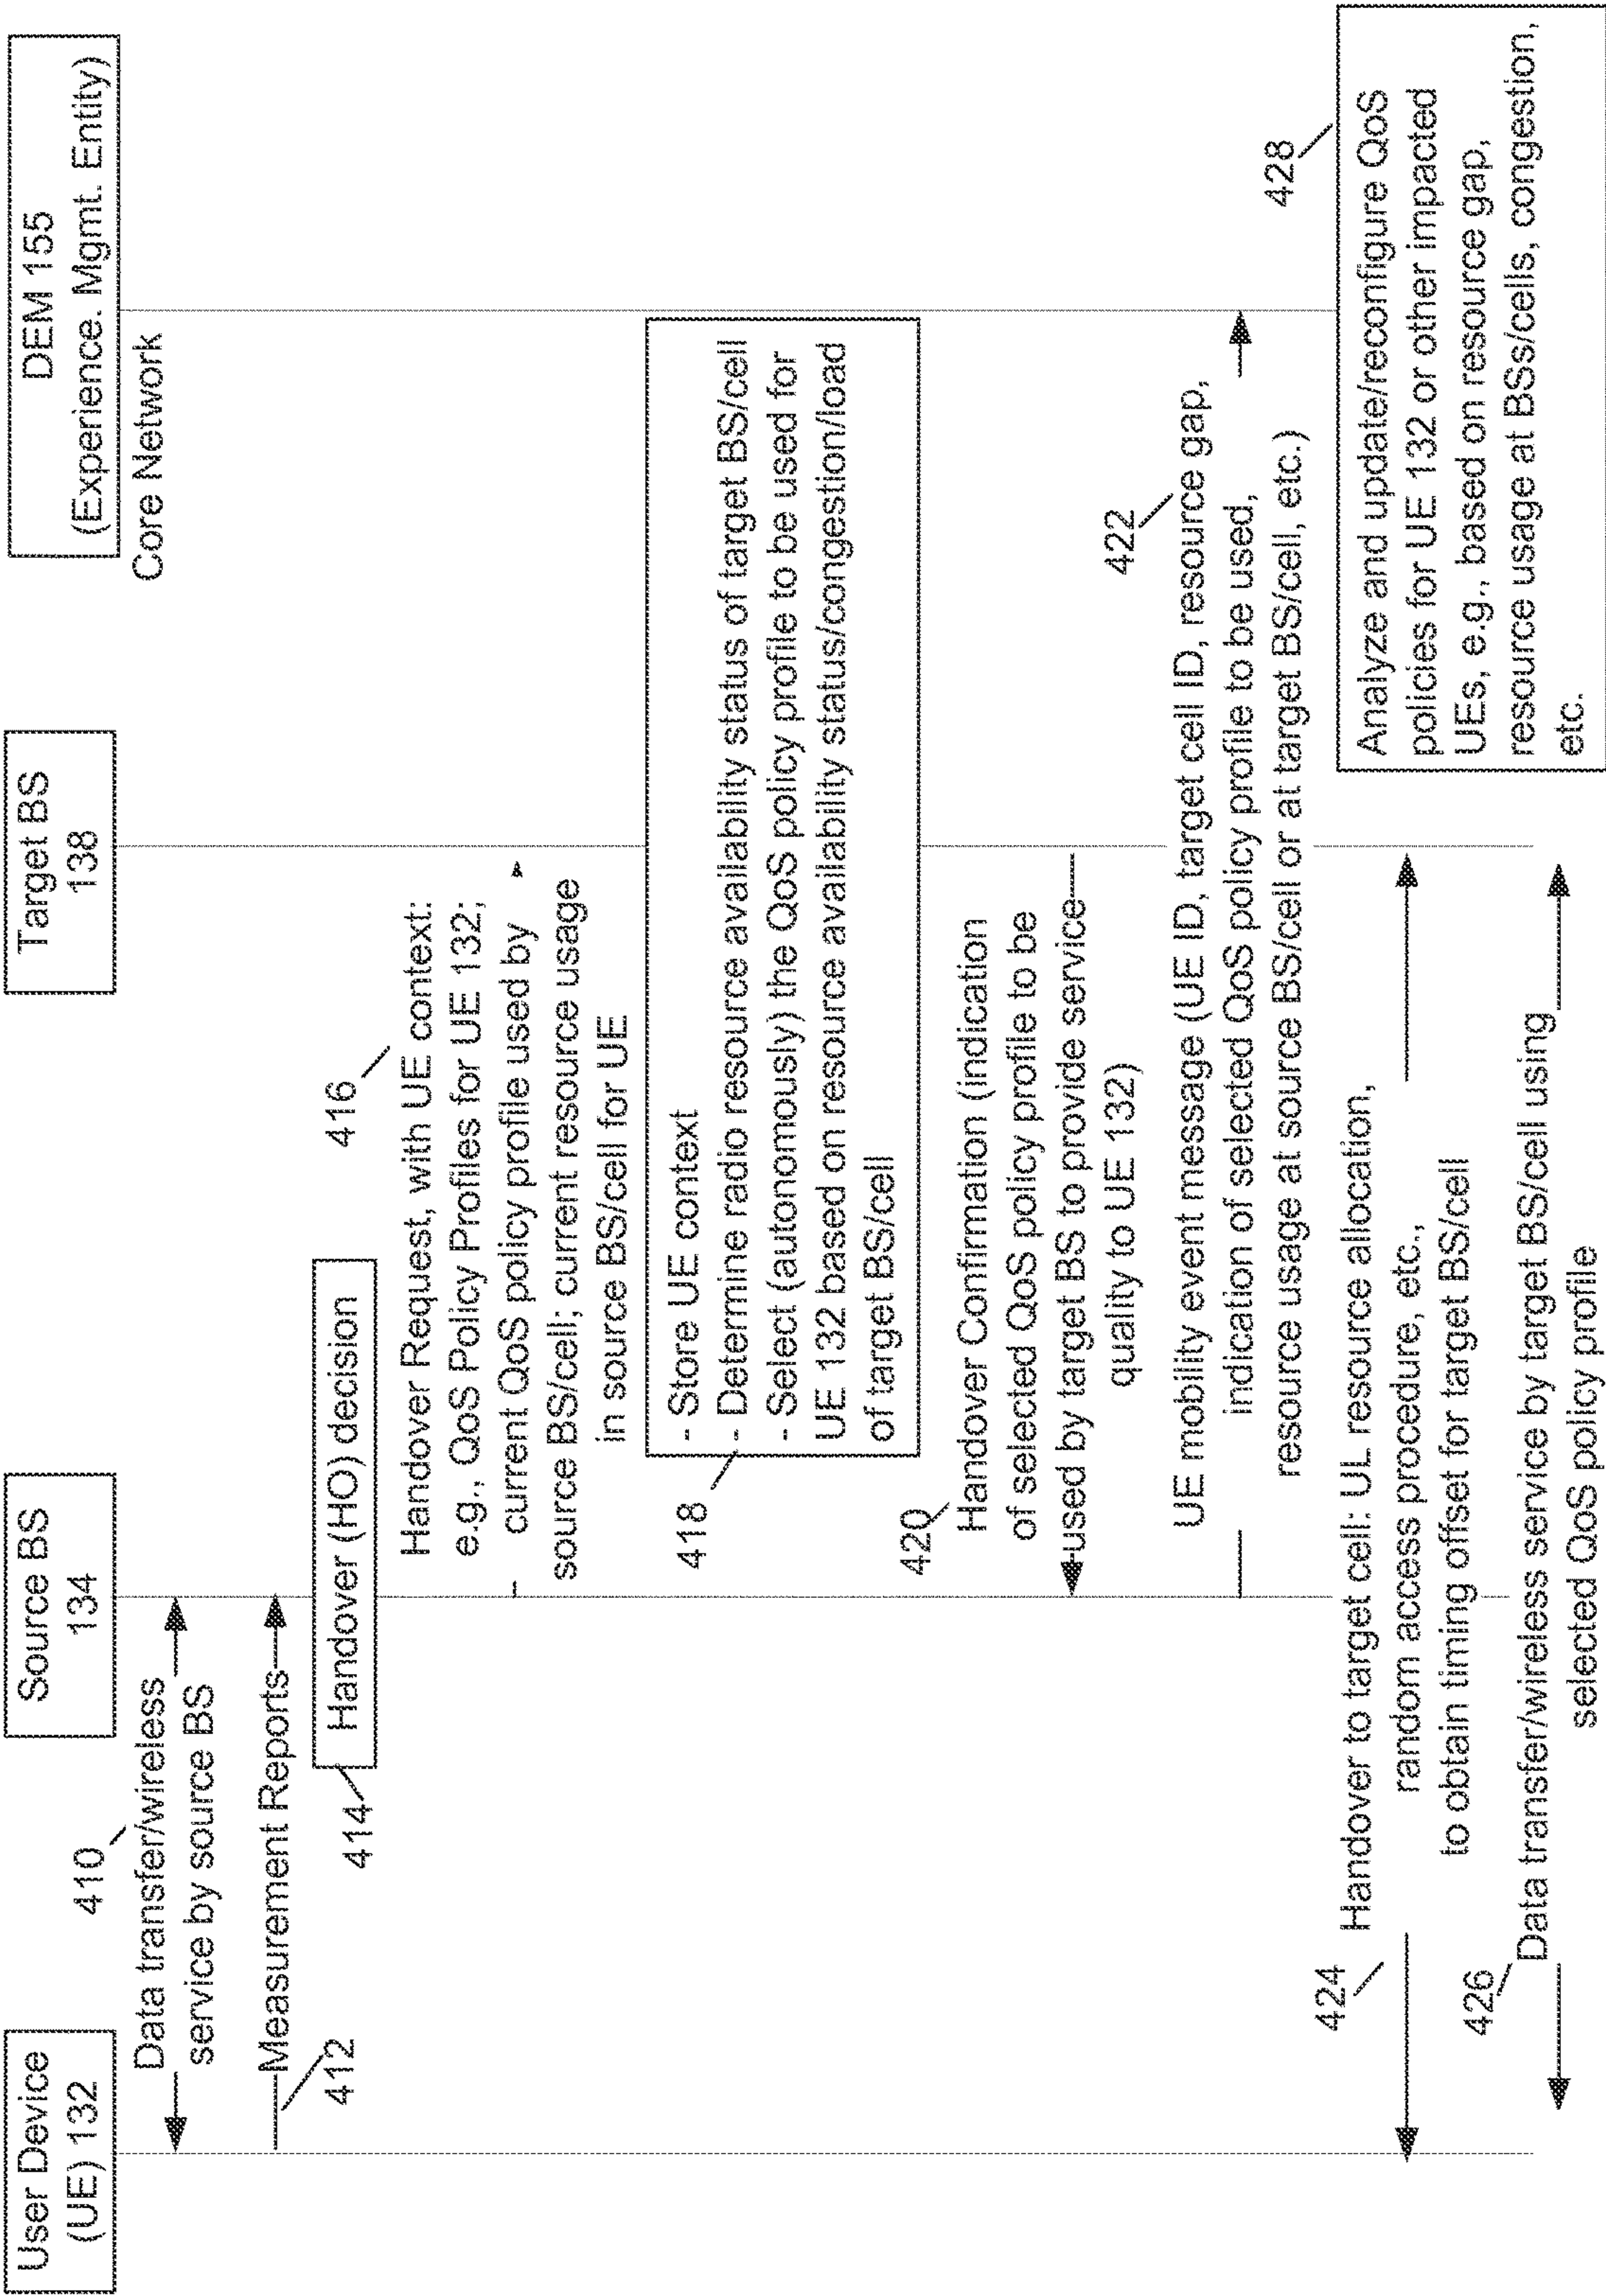 User Device
(UE) 132
Source BS
134
Target BS
138
DEM 155
(Experience. Mgmt. Entity)
Core Network
410
Data transfer/wireless
service by source BS
Measurement Reports
412
Handover (HO) decision
414
416
Handover Request, with UE context:
e.g., QoS Policy Profiles for UE 132;
current QoS policy profile used by
source BS/cell; current resource usage
in source BS/cell for UE
- Store UE context
- Determine radio resource availability status of target BS/cell
- Select (autonomously) the QoS policy profile to be used for
UE 132 based on resource availability status/congestion/load
of target BS/cell
418
420
Handover Confirmation (indication
of selected QoS policy profile to be
used by target BS to provide service
quality to UE 132)
422
UE mobility event message (UE ID, target cell ID, resource gap,
indication of selected QoS policy profile to be used,
resource usage at source BS/cell or at target BS/cell, etc.)
424
Handover to target cell: UL resource allocation,
random access procedure, etc.,
to obtain timing offset for target BS/cell
428
Analyze and update/reconfigure QoS
policies for UE 132 or other impacted
UEs, e.g., based on resource gap,
resource usage at BSs/cells, congestion,
etc.
426
Data transfer/wireless service by target BS/cell using
selected QoS policy profile